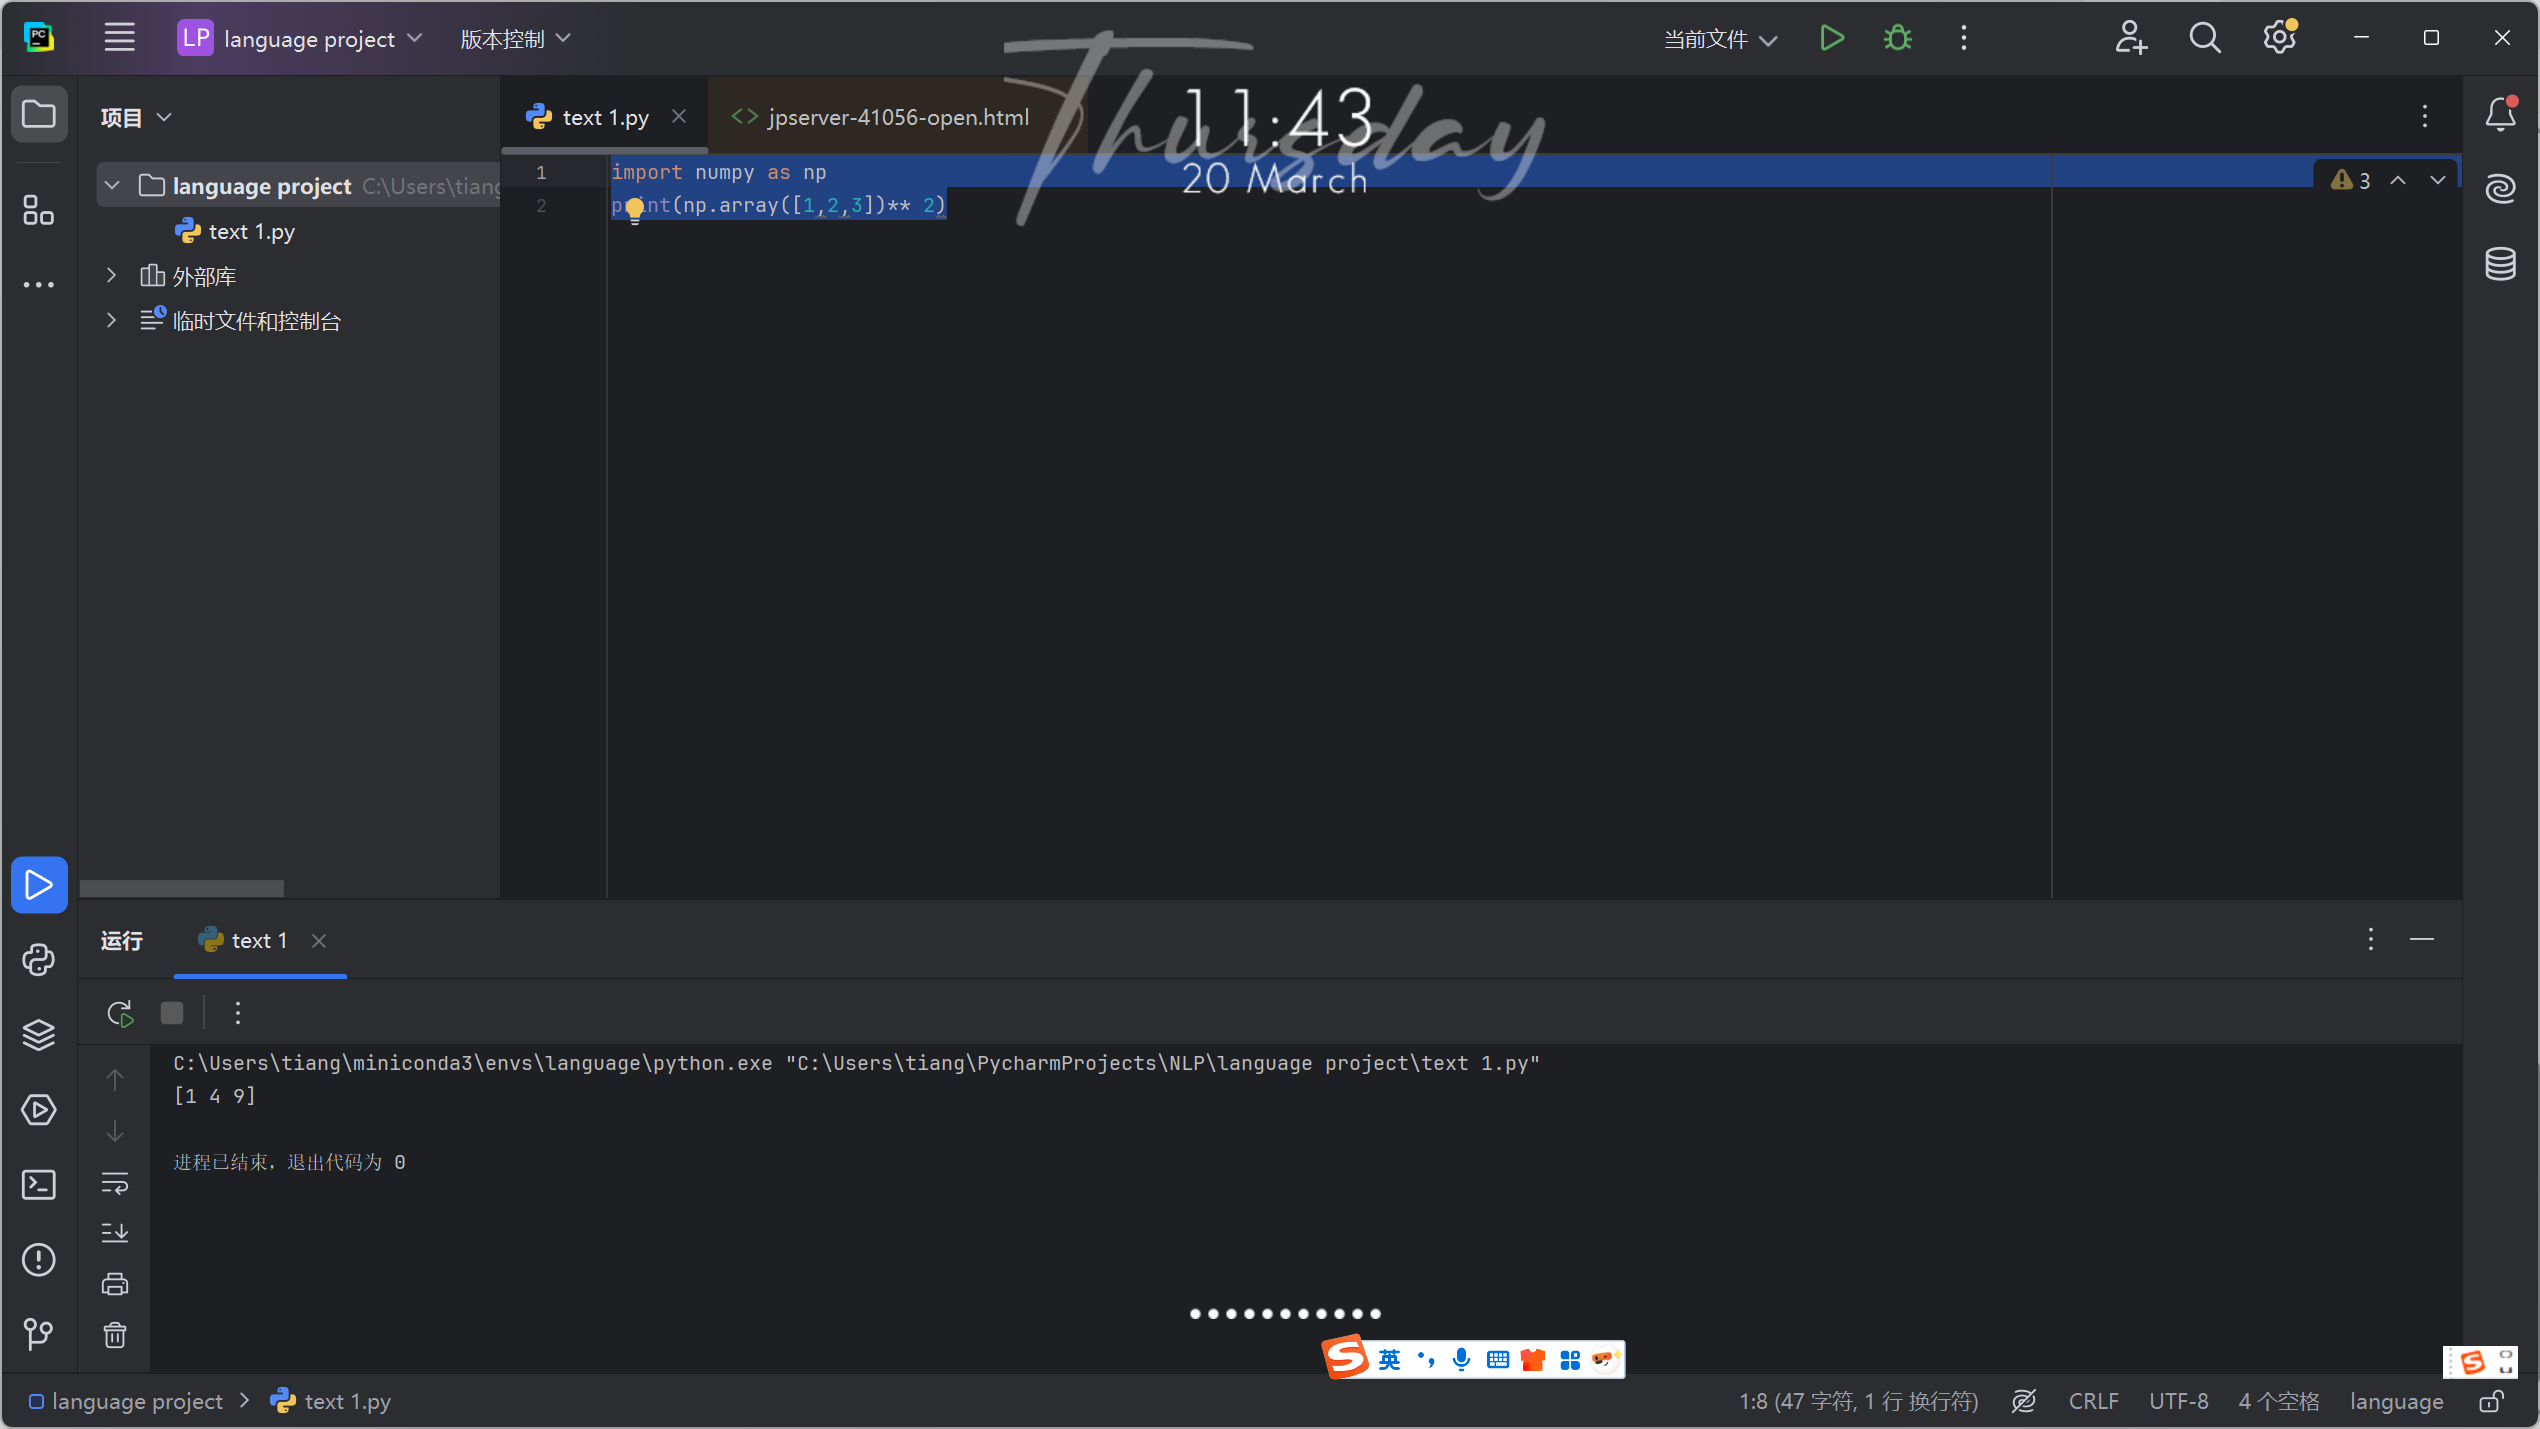 LP language project 版本控制 当前文件
项目
text 1.py jpserver-41056-open.html
Thursday
11:43
20 March
language project C:\Users\tiang
text 1.py
外部库
临时文件和控制台
1 import numpy as np
2 print(np.array([1,2,3])** 2)
3
运行 text 1
C:\Users\tiang\miniconda3\envs\language\python.exe "C:\Users\tiang\PycharmProjects\NLP\language project\text 1.py"
[1 4 9]
进程已结束，退出代码为 0
英
language project text 1.py 1:8 (47 字符, 1 行 换行符) CRLF UTF-8 4 个空格 language